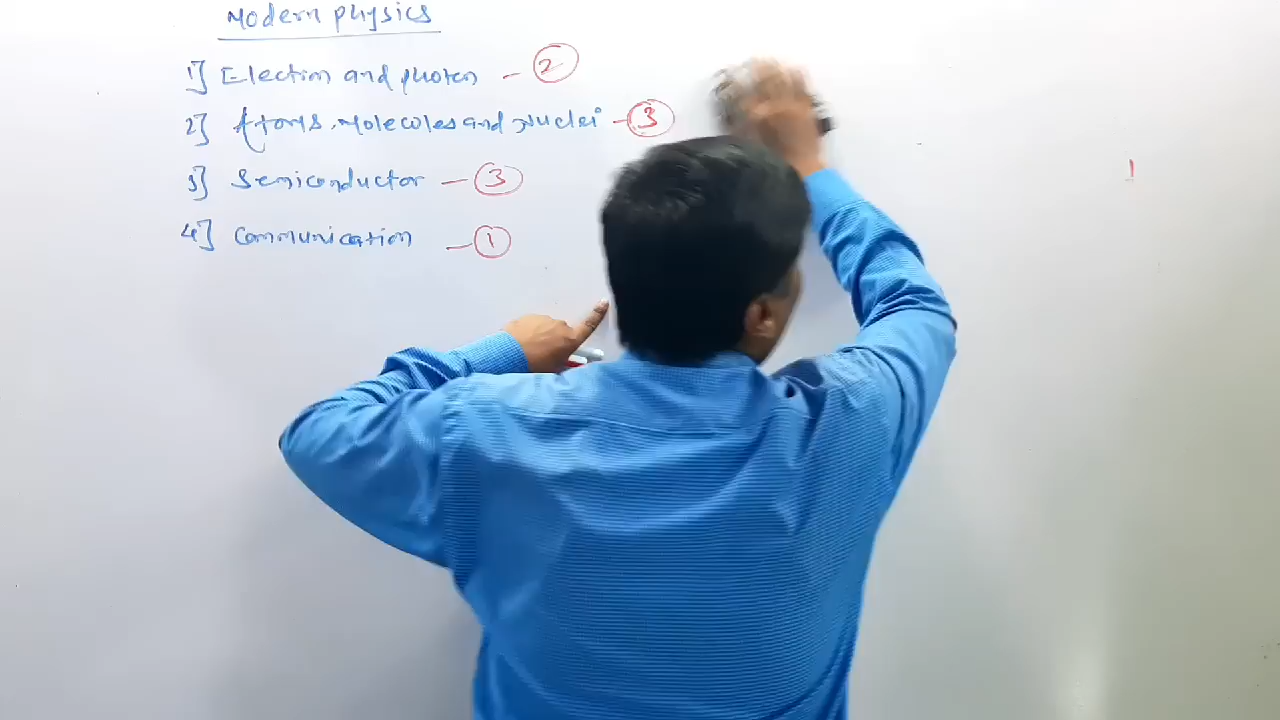 Modern physics
1] Electron and photon - 2
2] Atoms, Molecules and Nuclei - 3
3] Semiconductor - 3
4] Communication - 1
1